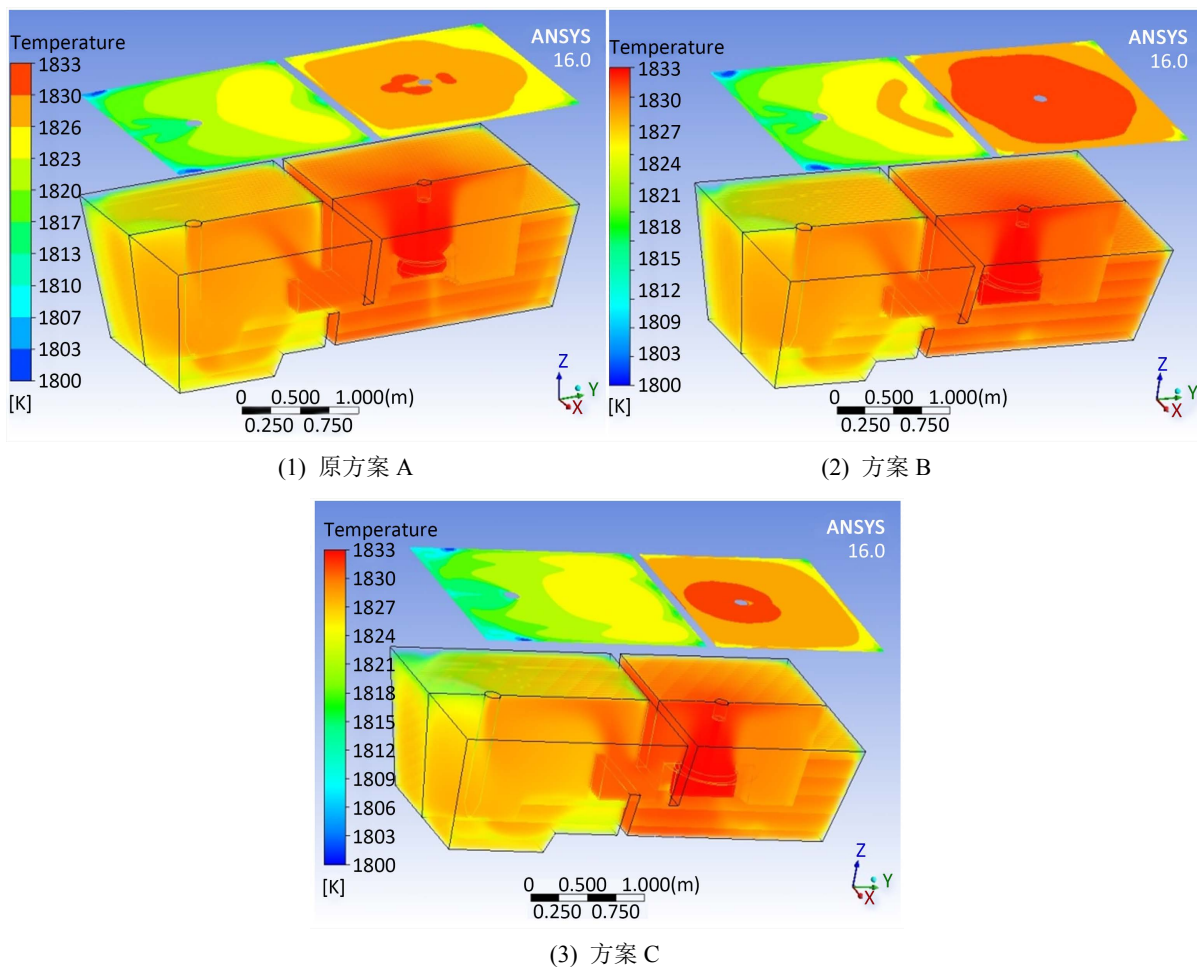 Temperature
1833
1830
1826
1823
1820
1817
1813
1810
1807
1803
1800
[K]
ANSYS
16.0
0 0.500 1.000(m)
0.250 0.750
Z
Y
X
(1) 原方案 A
Temperature
1833
1830
1827
1824
1821
1818
1815
1812
1809
1803
1800
[K]
ANSYS
16.0
0 0.500 1.000(m)
0.250 0.750
Z
Y
X
(2) 方案 B
Temperature
1833
1830
1827
1824
1821
1818
1815
1812
1809
1803
1800
[K]
ANSYS
16.0
0 0.500 1.000(m)
0.250 0.750
Z
Y
X
(3) 方案 C